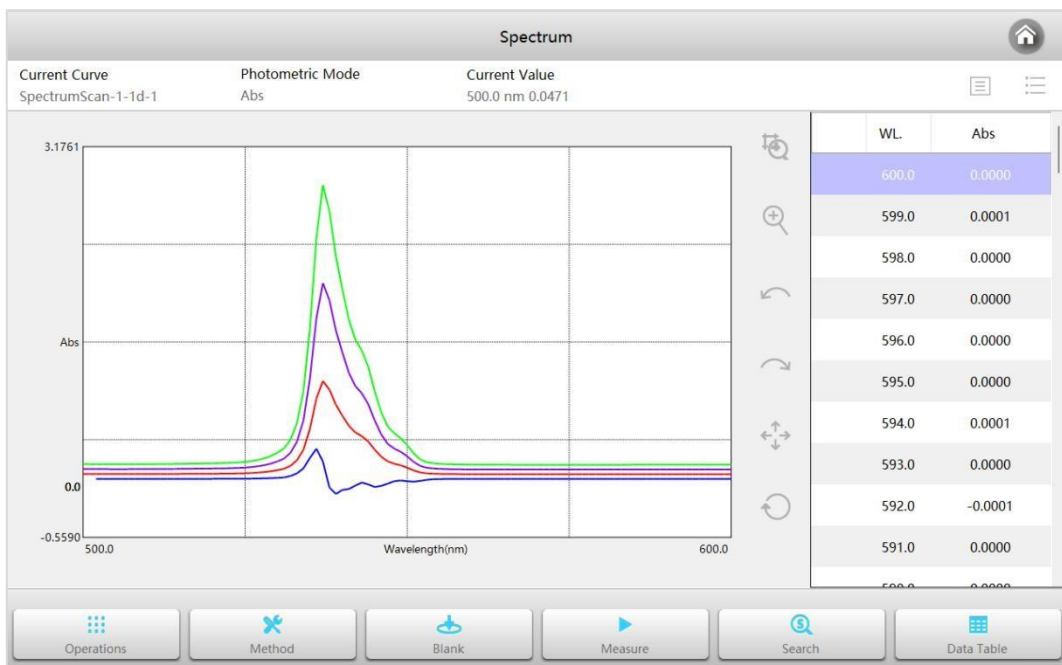 Spectrum
Current Curve Photometric Mode Current Value
SpectrumScan-1-1d-1 Abs 500.0 nm 0.0471
3.1761
Abs
0.0
-0.5590
500.0 Wavelength(nm) 600.0
WL. Abs
600.0 0.0000
599.0 0.0001
598.0 0.0000
597.0 0.0000
596.0 0.0000
595.0 0.0000
594.0 0.0001
593.0 0.0000
592.0 -0.0001
591.0 0.0000
Operations Method Blank Measure Search Data Table